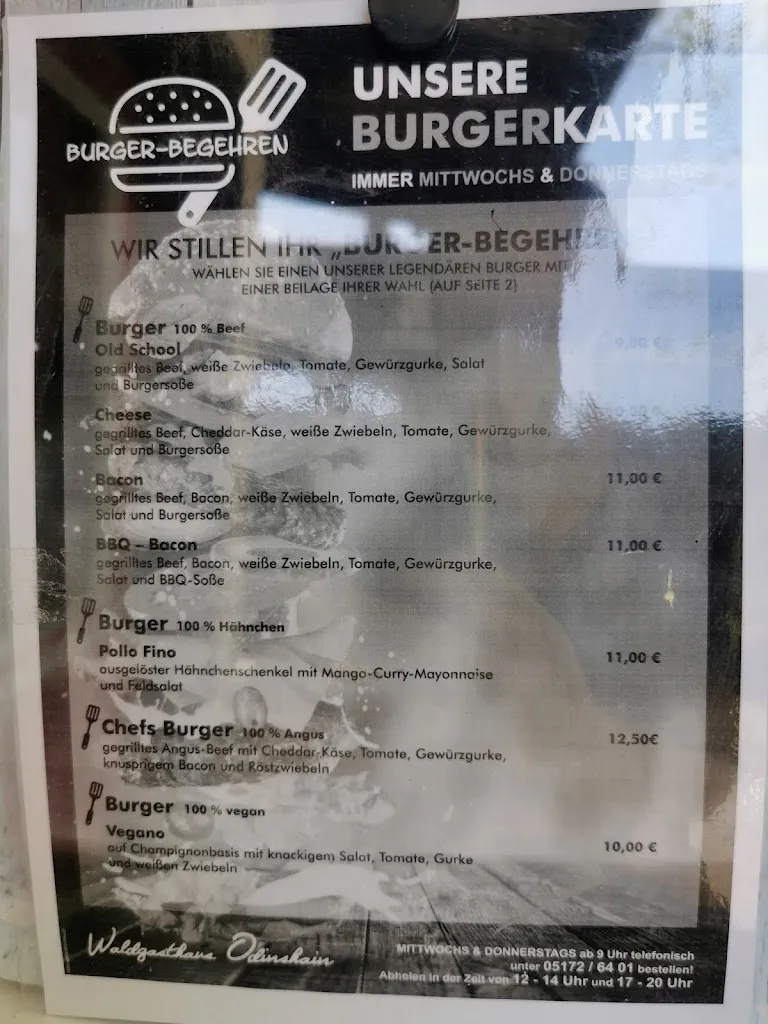 BURGER-BEGEHREN
UNSERE
BURGERKARTE
IMMER MITTWOCHS & DONNERSTAGS
WIR STILLEN IHR „BURGER-BEGEHREN
WÄHLEN SIE EINEN UNSERER LEGENDÄREN BURGER MIT
EINER BEILAGE IHRER WAHL (AUF SEITE 2)
Burger 100 % Beef
Old School 9,00 €
gegrilltes Beef, weiße Zwiebeln, Tomate, Gewürzgurke, Salat
und Burgersoße
Cheese
gegrilltes Beef, Cheddar-Käse, weiße Zwiebeln, Tomate, Gewürzgurke,
Salat und Burgersoße
Bacon 11,00 €
gegrilltes Beef, Bacon, weiße Zwiebeln, Tomate, Gewürzgurke,
Salat und Burgersoße
BBQ – Bacon 11,00 €
gegrilltes Beef, Bacon, weiße Zwiebeln, Tomate, Gewürzgurke,
Salat und BBQ-Soße
Burger 100 % Hähnchen
Pollo Fino 11,00 €
ausgelöster Hähnchenschenkel mit Mango-Curry-Mayonnaise
und Feldsalat
Chefs Burger 100 % Angus 12,50€
gegrilltes Angus-Beef mit Cheddar-Käse, Tomate, Gewürzgurke,
knusprigem Bacon und Röstzwiebeln
Burger 100 % vegan
Vegano 10,00 €
auf Champignonbasis mit knackigem Salat, Tomate, Gurke
und weißen Zwiebeln
Waldgasthaus Odinshain
MITTWOCHS & DONNERSTAGS ab 9 Uhr telefonisch
unter 05172 / 64 01 bestellen!
Abholen in der Zeit von 12 - 14 Uhr und 17 - 20 Uhr